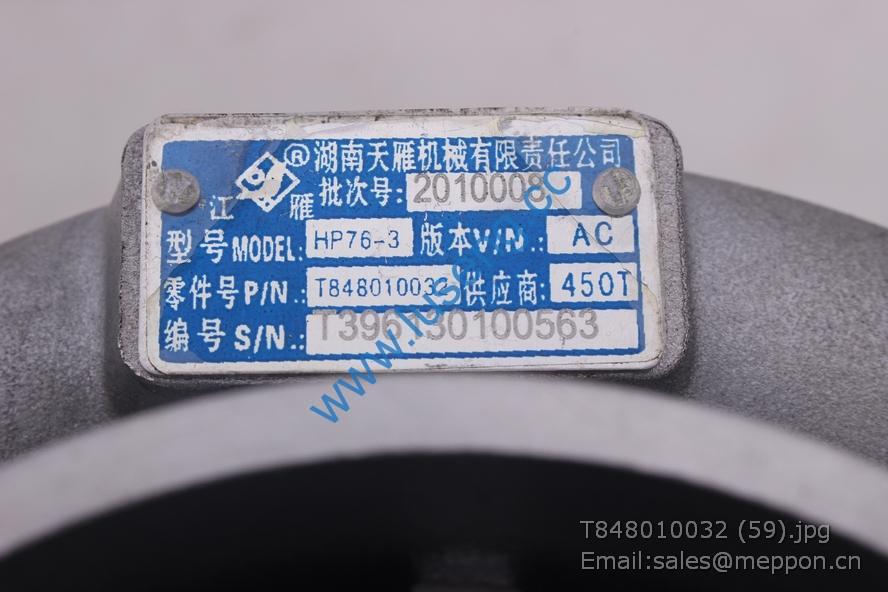 ® 湖南天雁机械有限责任公司
江 雁 批次号: 2010008
型号MODEL: HP76-3 版本V/N.: AC
零件号P/N.: T848010032 供应商: 450T
编号S/N.:
T848010032 (59).jpg
Email:sales@meppon.cn